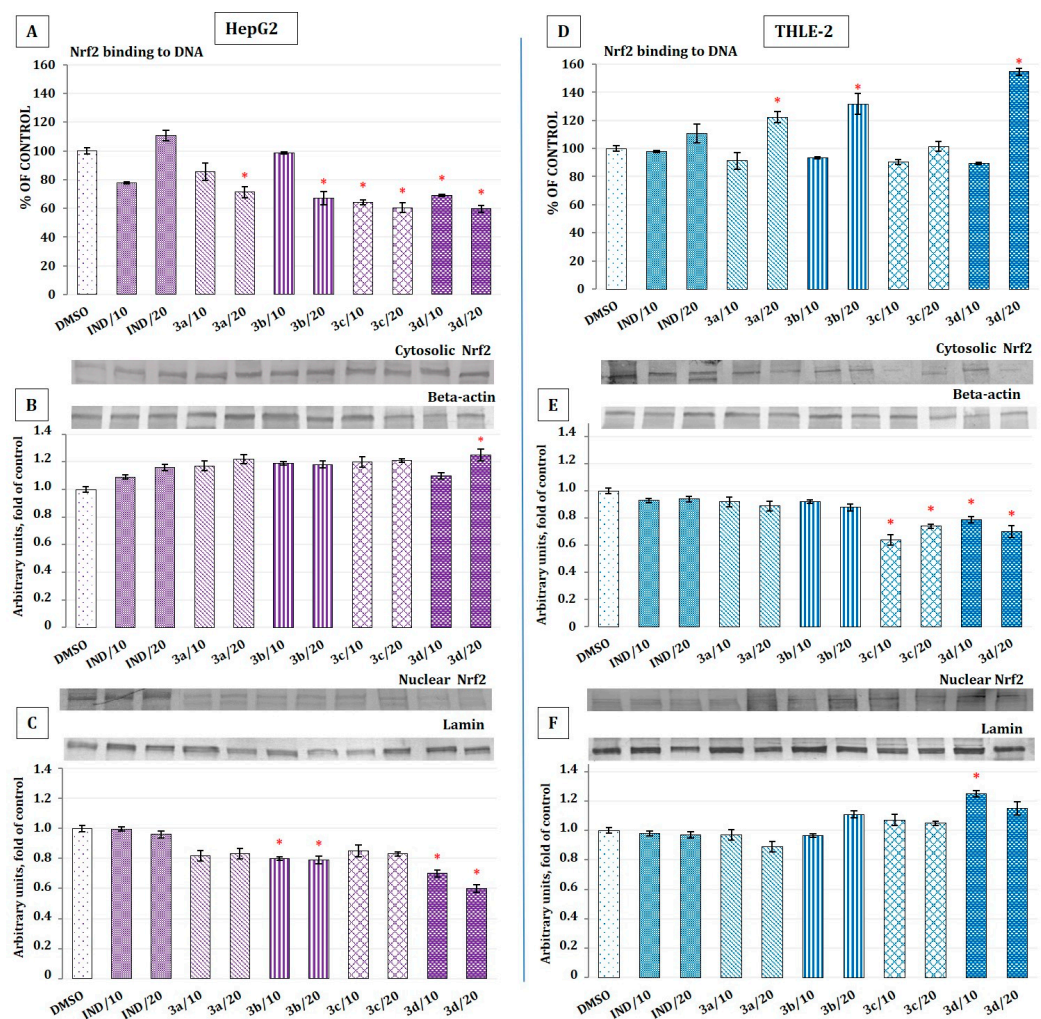 A
HepG2
Nrf2 binding to DNA
% OF CONTROL
160
140
120
100
80
60
40
20
0
* * * * * *
DMSO IND/10 IND/20 3a/10 3a/20 3b/10 3b/20 3c/10 3c/20 3d/10 3d/20
Cytosolic Nrf2
B
Beta-actin
Arbitrary units, fold of control
1.4
1.2
1.0
0.8
0.6
0.4
0.2
0
*
DMSO IND/10 IND/20 3a/10 3a/20 3b/10 3b/20 3c/10 3c/20 3d/10 3d/20
Nuclear Nrf2
C
Lamin
Arbitrary units, fold of control
1.4
1.2
1.0
0.8
0.6
0.4
0.2
0
* * * *
DMSO IND/10 IND/20 3a/10 3a/20 3b/10 3b/20 3c/10 3c/20 3d/10 3d/20
D
THLE-2
Nrf2 binding to DNA
% OF CONTROL
160
140
120
100
80
60
40
20
0
* * *
DMSO IND/10 IND/20 3a/10 3a/20 3b/10 3b/20 3c/10 3c/20 3d/10 3d/20
Cytosolic Nrf2
E
Beta-actin
Arbitrary units, fold of control
1.4
1.2
1.0
0.8
0.6
0.4
0.2
0
* * * *
DMSO IND/10 IND/20 3a/10 3a/20 3b/10 3b/20 3c/10 3c/20 3d/10 3d/20
Nuclear Nrf2
F
Lamin
Arbitrary units, fold of control
1.4
1.2
1.0
0.8
0.6
0.4
0.2
0
*
DMSO IND/10 IND/20 3a/10 3a/20 3b/10 3b/20 3c/10 3c/20 3d/10 3d/20